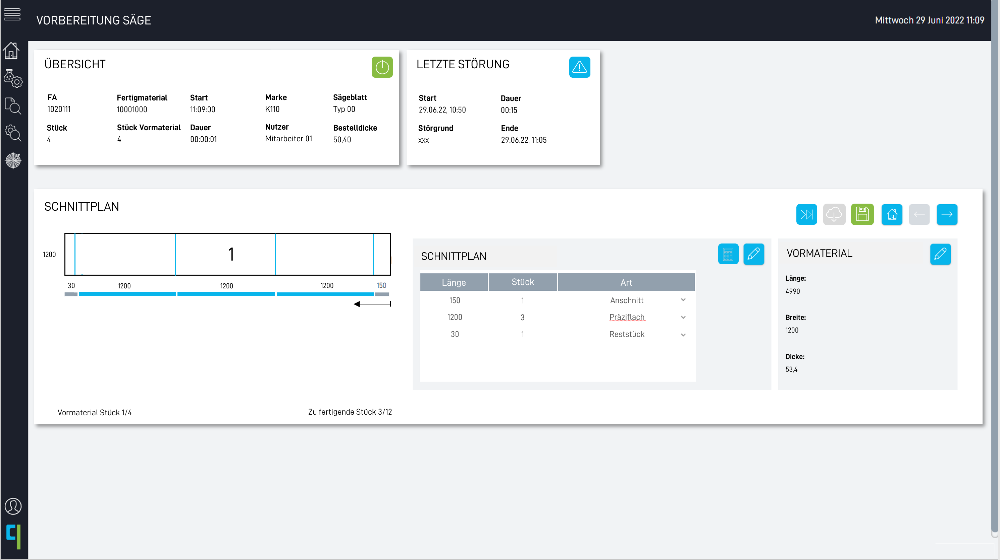 VORBEREITUNG SÄGE
Mittwoch 29 Juni 2022 11:09
ÜBERSICHT
FA
Fertigmaterial
Start
Marke
Sägeblatt
1020111
10001000
11:09:00
K110
Typ 00
Stück
Stück Vormaterial
Dauer
Nutzer
Bestelldicke
4
4
00:00:01
Mitarbeiter 01
50,40
LETZTE STÖRUNG
Start
Dauer
29.06.22, 10:50
00:15
Störgrund
Ende
xxx
29.06.22, 11:05
SCHNITTPLAN
1200
1
30
1200
1200
1200
150
Vormaterial Stück 1/4
Zu fertigende Stück 3/12
SCHNITTPLAN
Länge
Stück
Art
150
1
Anschnitt
1200
3
Präziflach
30
1
Reststück
VORMATERIAL
Länge:
4990
Breite:
1200
Dicke:
53,4